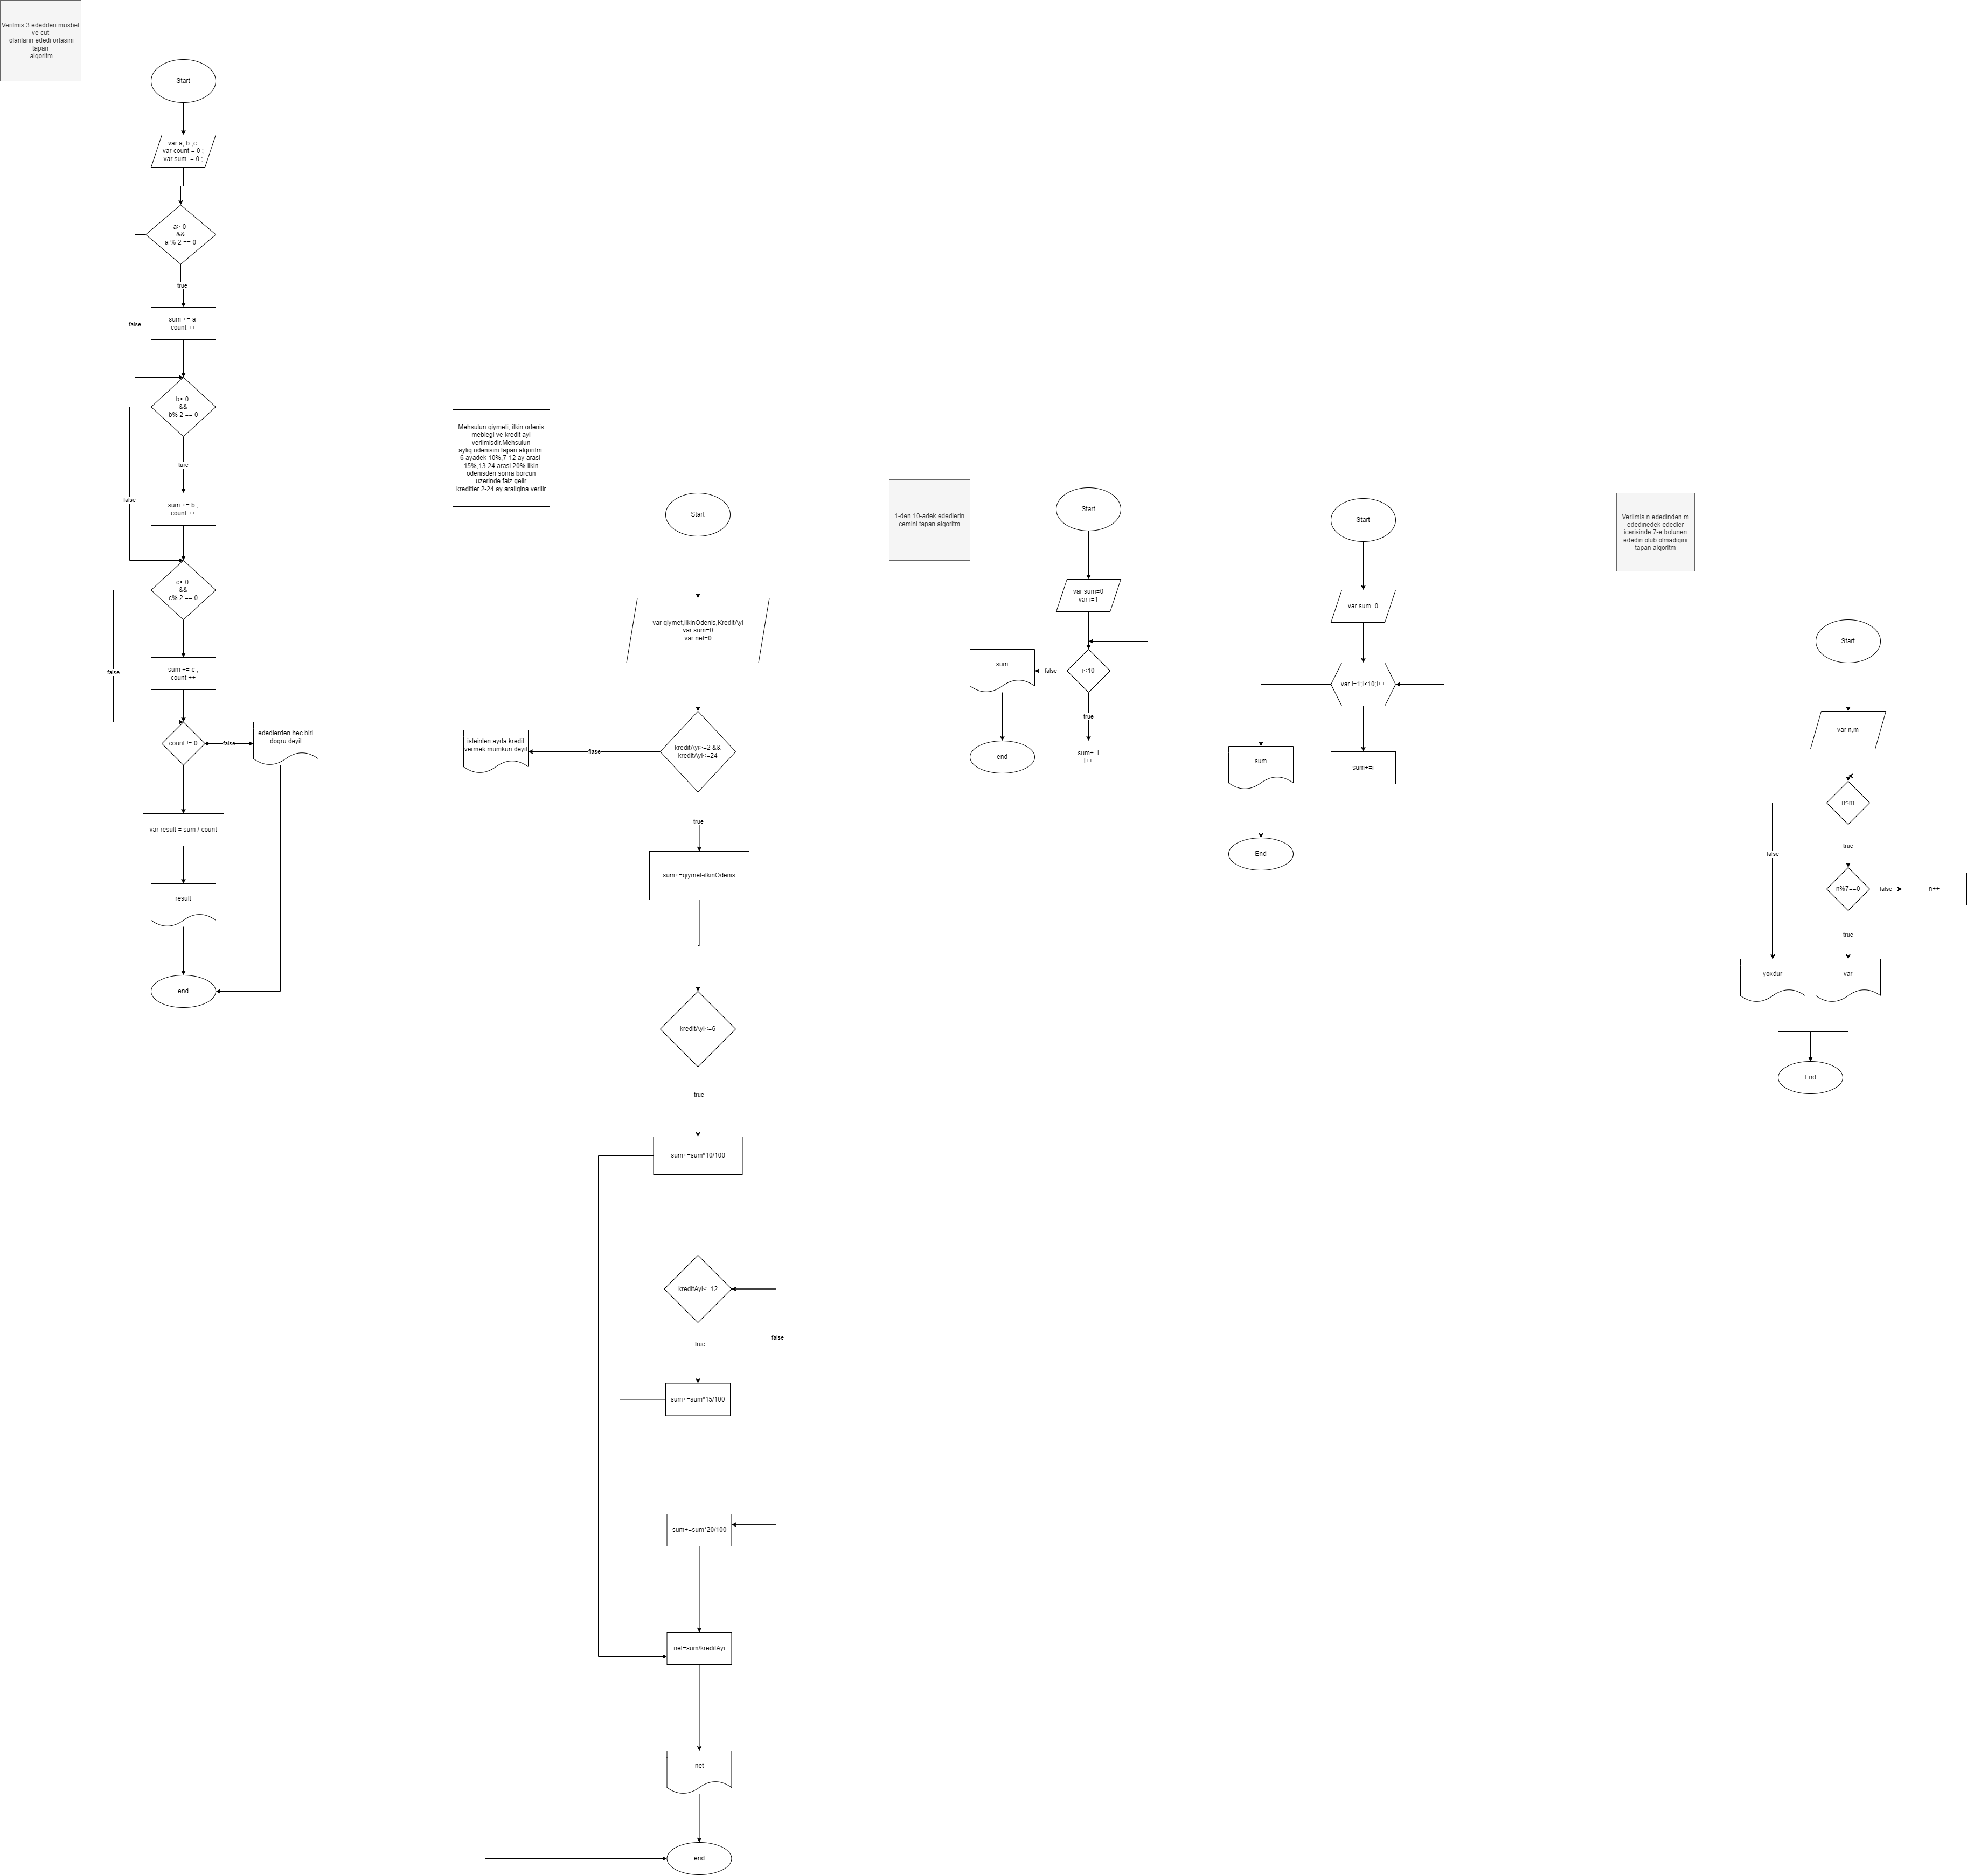 Verilmis 3 ededden musbet
ve cut
olanlarin ededi ortasini
tapan
alqoritm
Start
var a, b ,c
var count = 0 ;
var sum  = 0 ;
a> 0
&&
a % 2 == 0
true
false
sum += a
count ++
b> 0
&&
b% 2 == 0
ture
false
sum += b ;
count ++
c> 0
&&
c% 2 == 0
false
sum += c ;
count ++
count != 0
false
ededlerden hec biri
dogru deyil
var result = sum / count
result
end
Mehsulun qiymeti, ilkin odenis
meblegi ve kredit ayi
verilmisdir.Mehsulun
ayliq odenisini tapan alqoritm.
6 ayadek 10%,7-12 ay arasi
15%,13-24 arasi 20% ilkin
odenisden sonra borcun
uzerinde faiz gelir
kreditler 2-24 ay araligina verilir
Start
var qiymet,ilkinOdenis,KreditAyi
var sum=0
var net=0
kreditAyi>=2 &&
kreditAyi<=24
flase
isteinlen ayda kredit
vermek mumkun deyil
true
sum+=qiymet-ilkinOdenis
kreditAyi<=6
true
sum+=sum*10/100
kreditAyi<=12
false
true
sum+=sum*15/100
sum+=sum*20/100
net=sum/kreditAyi
net
end
1-den 10-adek ededlerin
cemini tapan alqoritm
Start
var sum=0
var i=1
i<10
false
sum
true
sum+=i
i++
end
Start
var sum=0
var i=1;i<10;i++
sum
sum+=i
End
Verilmis n ededinden m
ededinedek ededler
icerisinde 7-e bolunen
ededin olub olmadigini
tapan alqoritm
Start
var n,m
n<m
false
true
n%7==0
false
n++
true
yoxdur
var
End